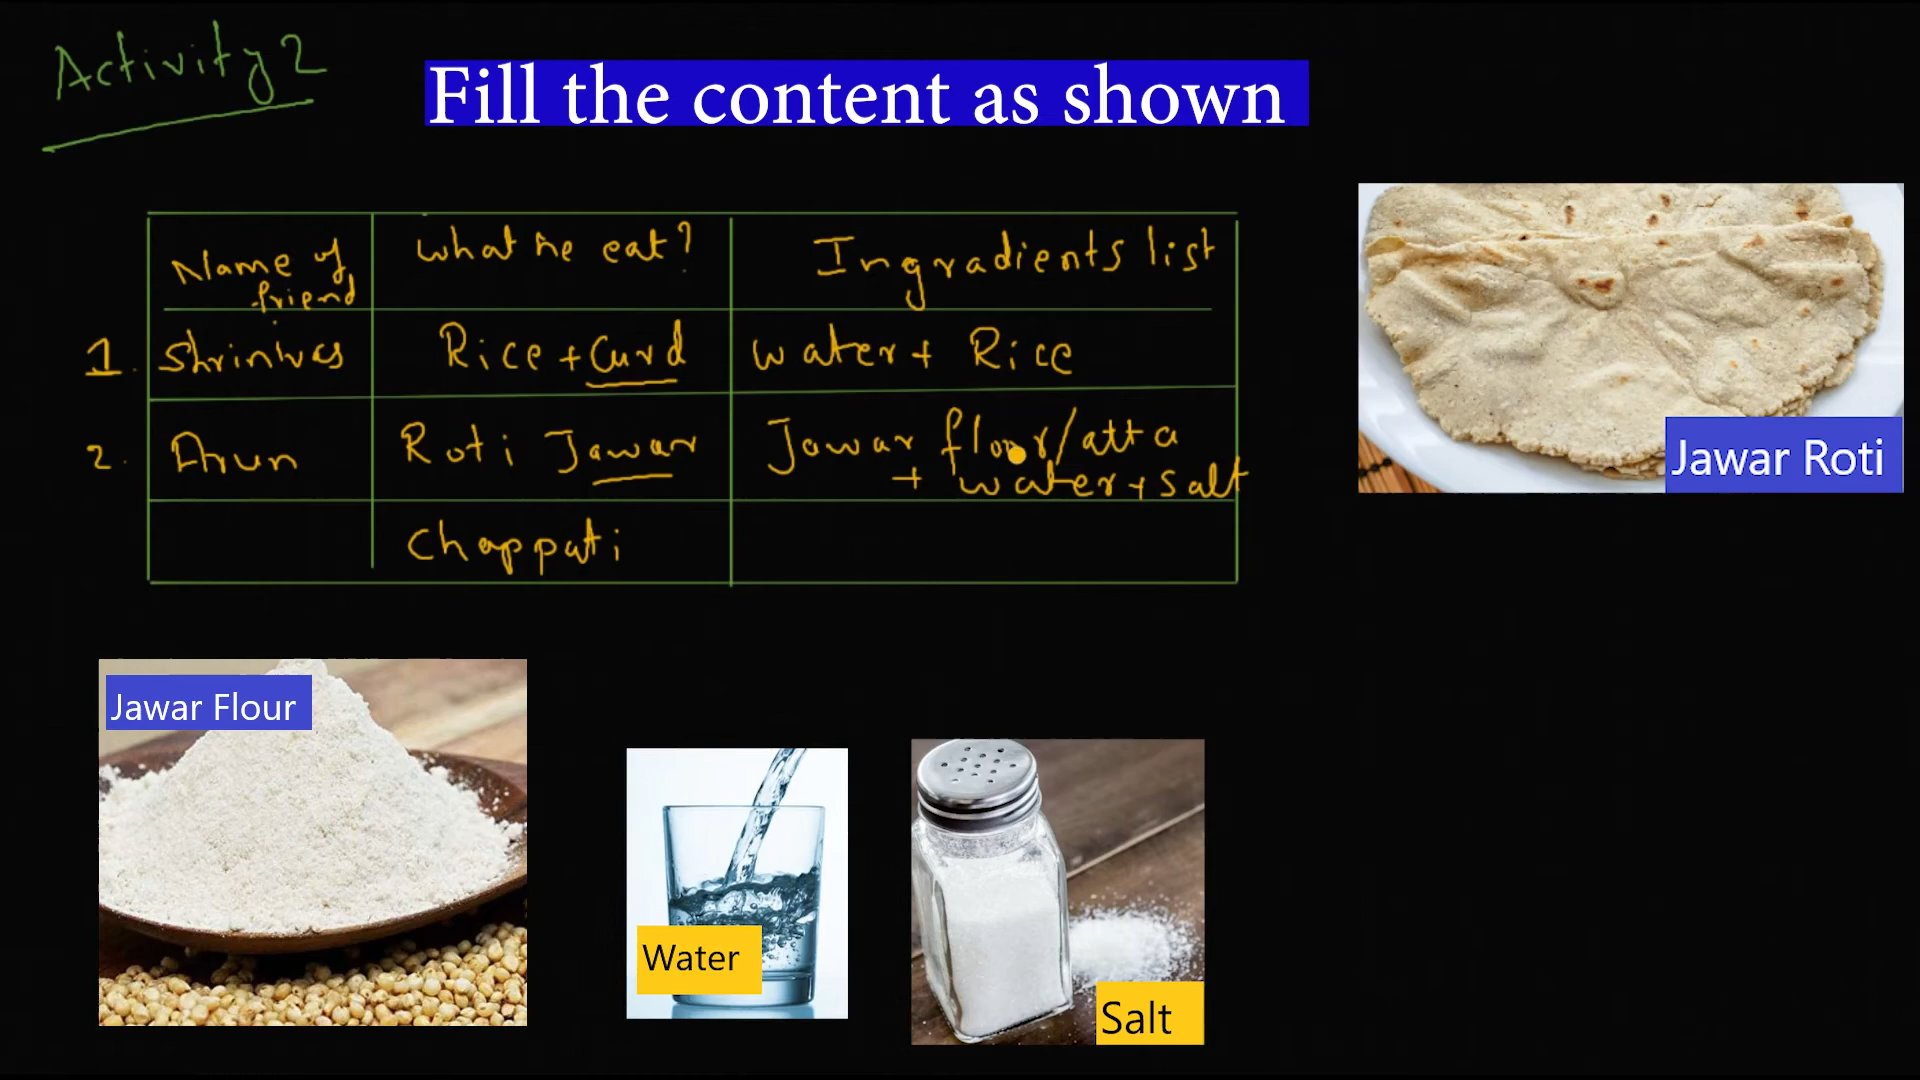 Activity 2
Fill the content as shown
Name of friend
what he eat?
Ingradients list
1. Shrinivas
Rice + Curd
water + Rice
2. Arun
Roti Jawar
Jawar floor/atta
+ water + salt
Chappati
Jawar Roti
Jawar Flour
Water
Salt